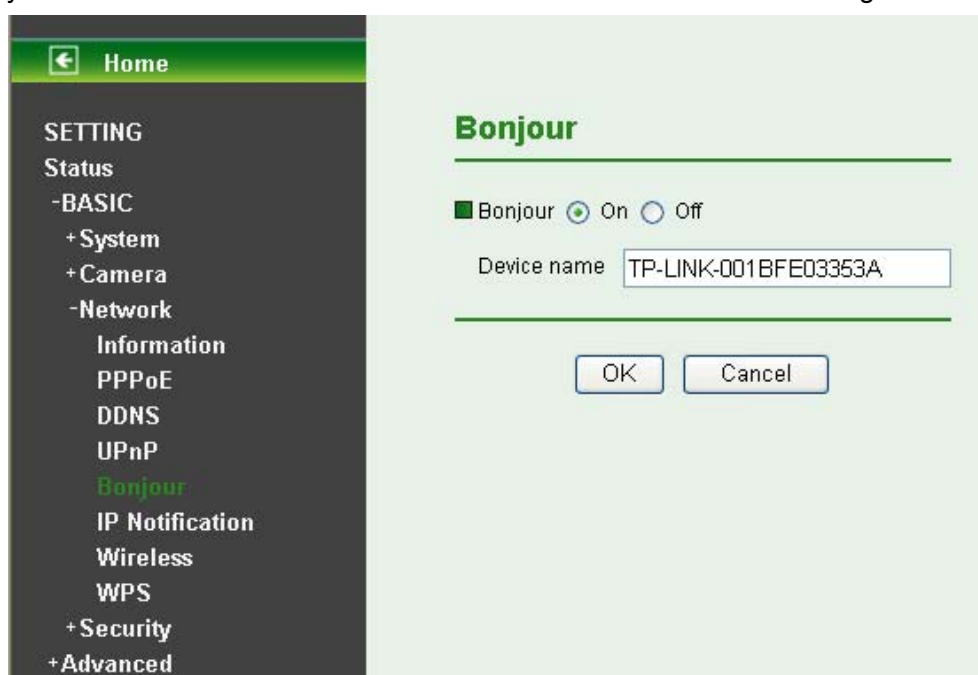 Home
SETTING
Status
-BASIC
+System
+Camera
-Network
Information
PPPoE
DDNS
UPnP
Bonjour
IP Notification
Wireless
WPS
+Security
+Advanced
Bonjour
Bonjour On Off
Device name TP-LINK-001BFE03353A
OK Cancel